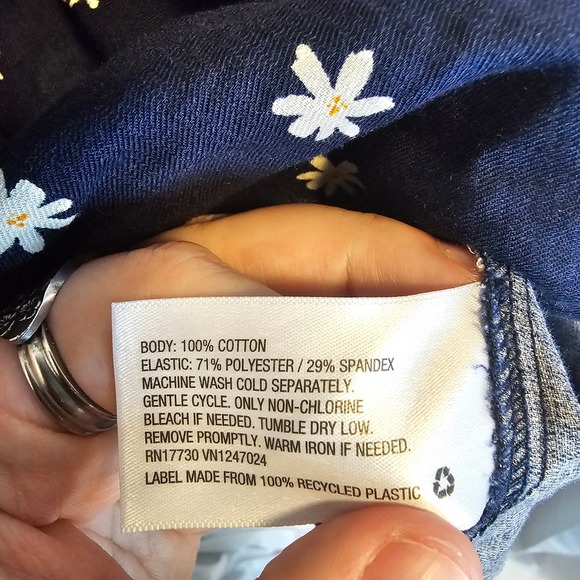 BODY: 100% COTTON
ELASTIC: 71% POLYESTER / 29% SPANDEX
MACHINE WASH COLD SEPARATELY.
GENTLE CYCLE. ONLY NON-CHLORINE
BLEACH IF NEEDED. TUMBLE DRY LOW.
REMOVE PROMPTLY. WARM IRON IF NEEDED.
RN17730 VN1247024
LABEL MADE FROM 100% RECYCLED PLASTIC